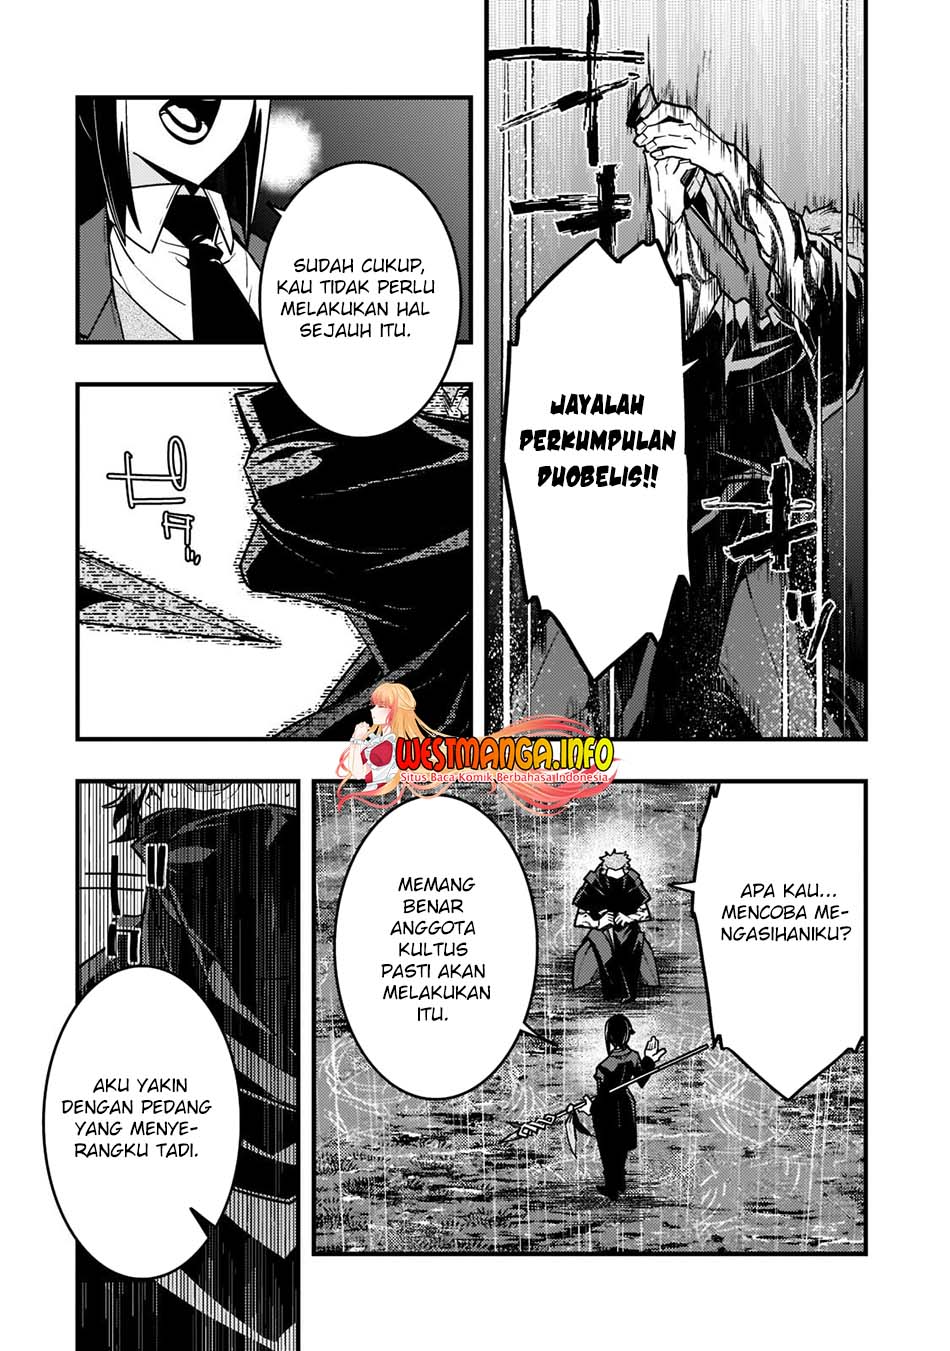 JAYALAH
PERKUMPULAN
DUOBELIS!!
SUDAH CUKUP,
KAU TIDAK PERLU
MELAKUKAN HAL
SEJAUH ITU.
WESTMANGA.INFO
Situs Baca Komik Berbahasa Indonesia
APA KAU...
MENCOBA ME-
NGASIHANIKU?
MEMANG
BENAR
ANGGOTA
KULTUS
PASTI AKAN
MELAKUKAN
ITU.
AKU YAKIN
DENGAN PEDANG
YANG MENYE-
RANGKU TADI.